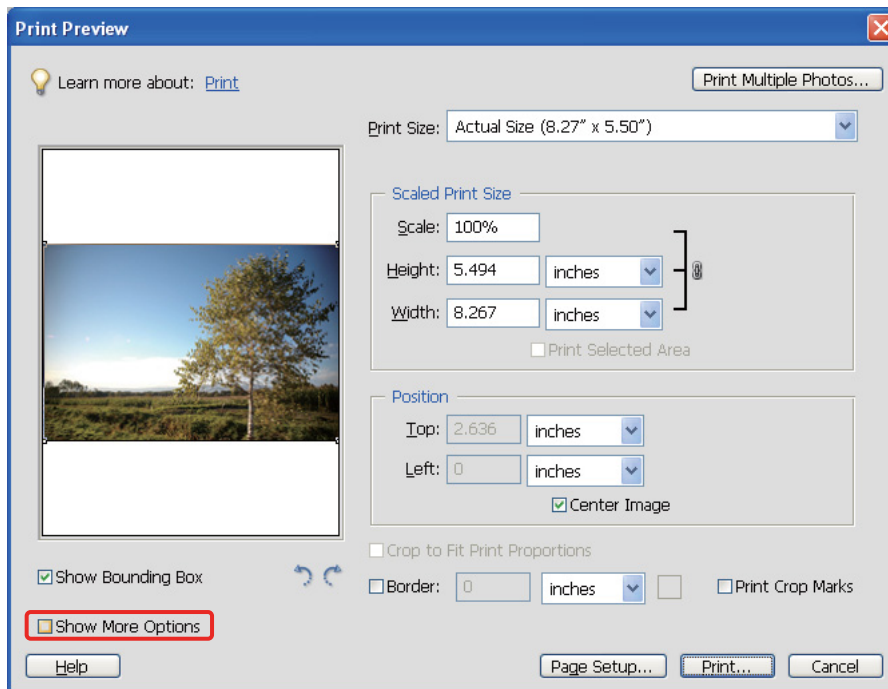 Print Preview
Learn more about: Print
Print Multiple Photos...
Print Size: Actual Size (8.27" x 5.50")
Scaled Print Size
Scale: 100%
Height: 5.494 inches
Width: 8.267 inches
Print Selected Area
Position
Top: 2.636 inches
Left: 0 inches
Center Image
Crop to Fit Print Proportions
Show Bounding Box
Border: 0 inches Print Crop Marks
Show More Options
Help Page Setup... Print... Cancel